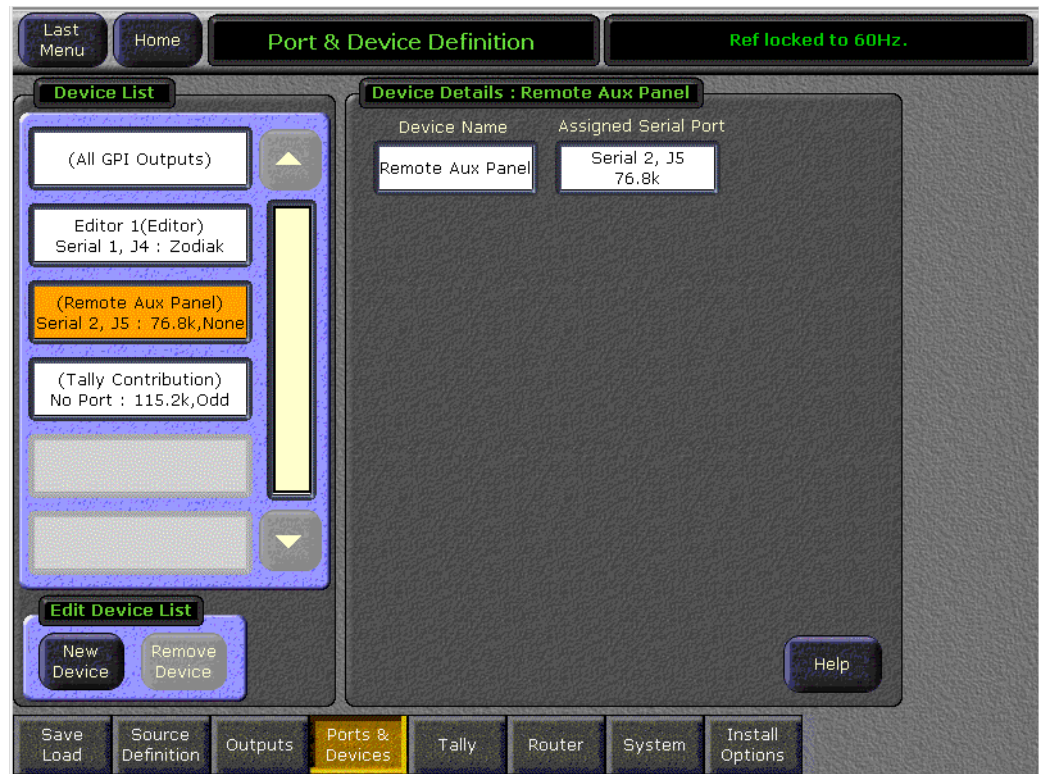 Last
Menu
Home
Port & Device Definition
Ref locked to 60Hz.
Device List
(All GPI Outputs)
Editor 1(Editor)
Serial 1, J4 : Zodiak
(Remote Aux Panel)
Serial 2, J5 : 76.8k,None
(Tally Contribution)
No Port : 115.2k,Odd
Edit Device List
New
Device
Remove
Device
Device Details : Remote Aux Panel
Device Name
Assigned Serial Port
Remote Aux Panel
Serial 2, J5
76.8k
Help
Save
Load
Source
Definition
Outputs
Ports &
Devices
Tally
Router
System
Install
Options